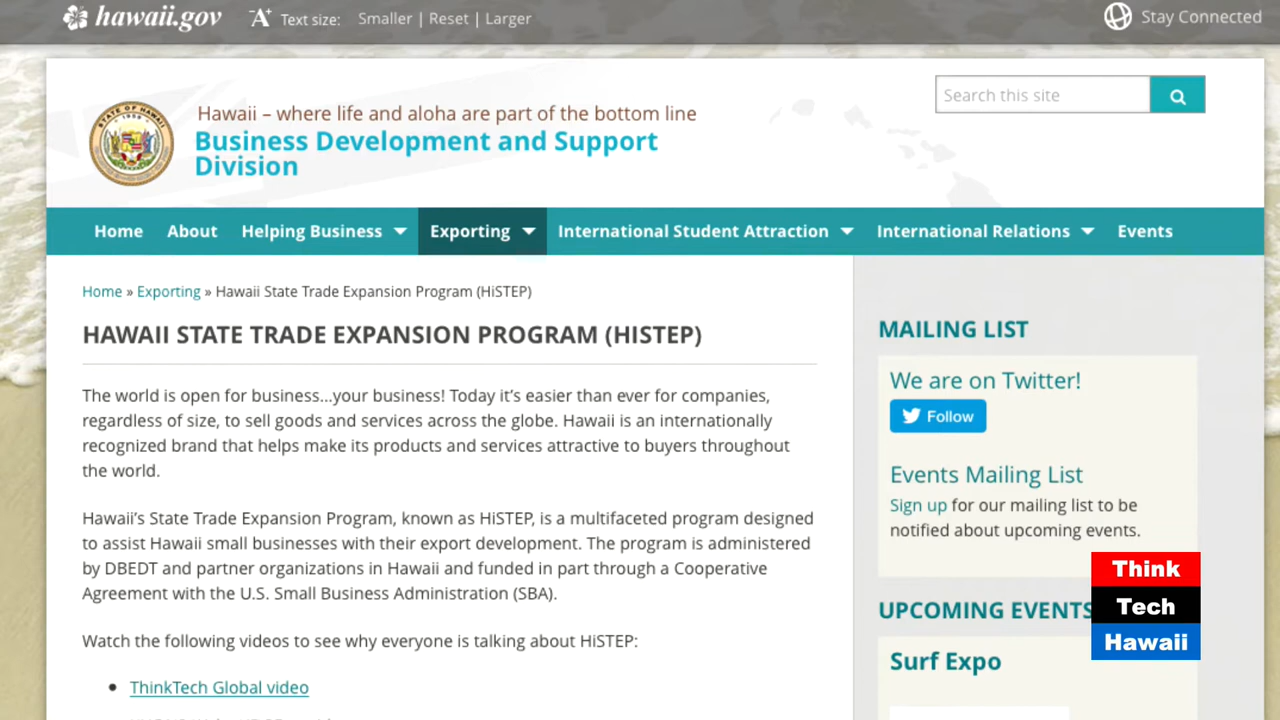 hawaii.gov
Text size: Smaller | Reset | Larger
Stay Connected
Search this site
STATE OF HAWAII
1959
Hawaii – where life and aloha are part of the bottom line
Business Development and Support
Division
Home About Helping Business Exporting International Student Attraction International Relations Events
Home » Exporting » Hawaii State Trade Expansion Program (HiSTEP)
HAWAII STATE TRADE EXPANSION PROGRAM (HISTEP)
The world is open for business…your business! Today it’s easier than ever for companies,
regardless of size, to sell goods and services across the globe. Hawaii is an internationally
recognized brand that helps make its products and services attractive to buyers throughout
the world.
Hawaii’s State Trade Expansion Program, known as HiSTEP, is a multifaceted program designed
to assist Hawaii small businesses with their export development. The program is administered
by DBEDT and partner organizations in Hawaii and funded in part through a Cooperative
Agreement with the U.S. Small Business Administration (SBA).
Watch the following videos to see why everyone is talking about HiSTEP:
ThinkTech Global video
MAILING LIST
We are on Twitter!
Follow
Events Mailing List
Sign up for our mailing list to be
notified about upcoming events.
UPCOMING EVENTS
Surf Expo
Think
Tech
Hawaii